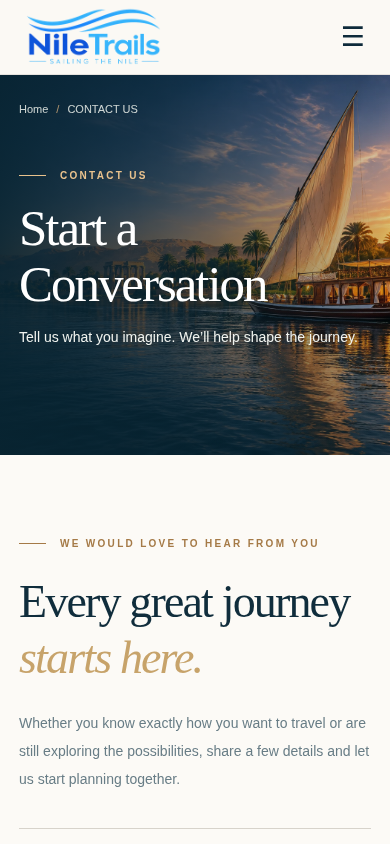 NileTrails
SAILING THE NILE
Home / CONTACT US
CONTACT US
Start a
Conversation
Tell us what you imagine. We'll help shape the journey.
WE WOULD LOVE TO HEAR FROM YOU
Every great journey
starts here.
Whether you know exactly how you want to travel or are
still exploring the possibilities, share a few details and let
us start planning together.